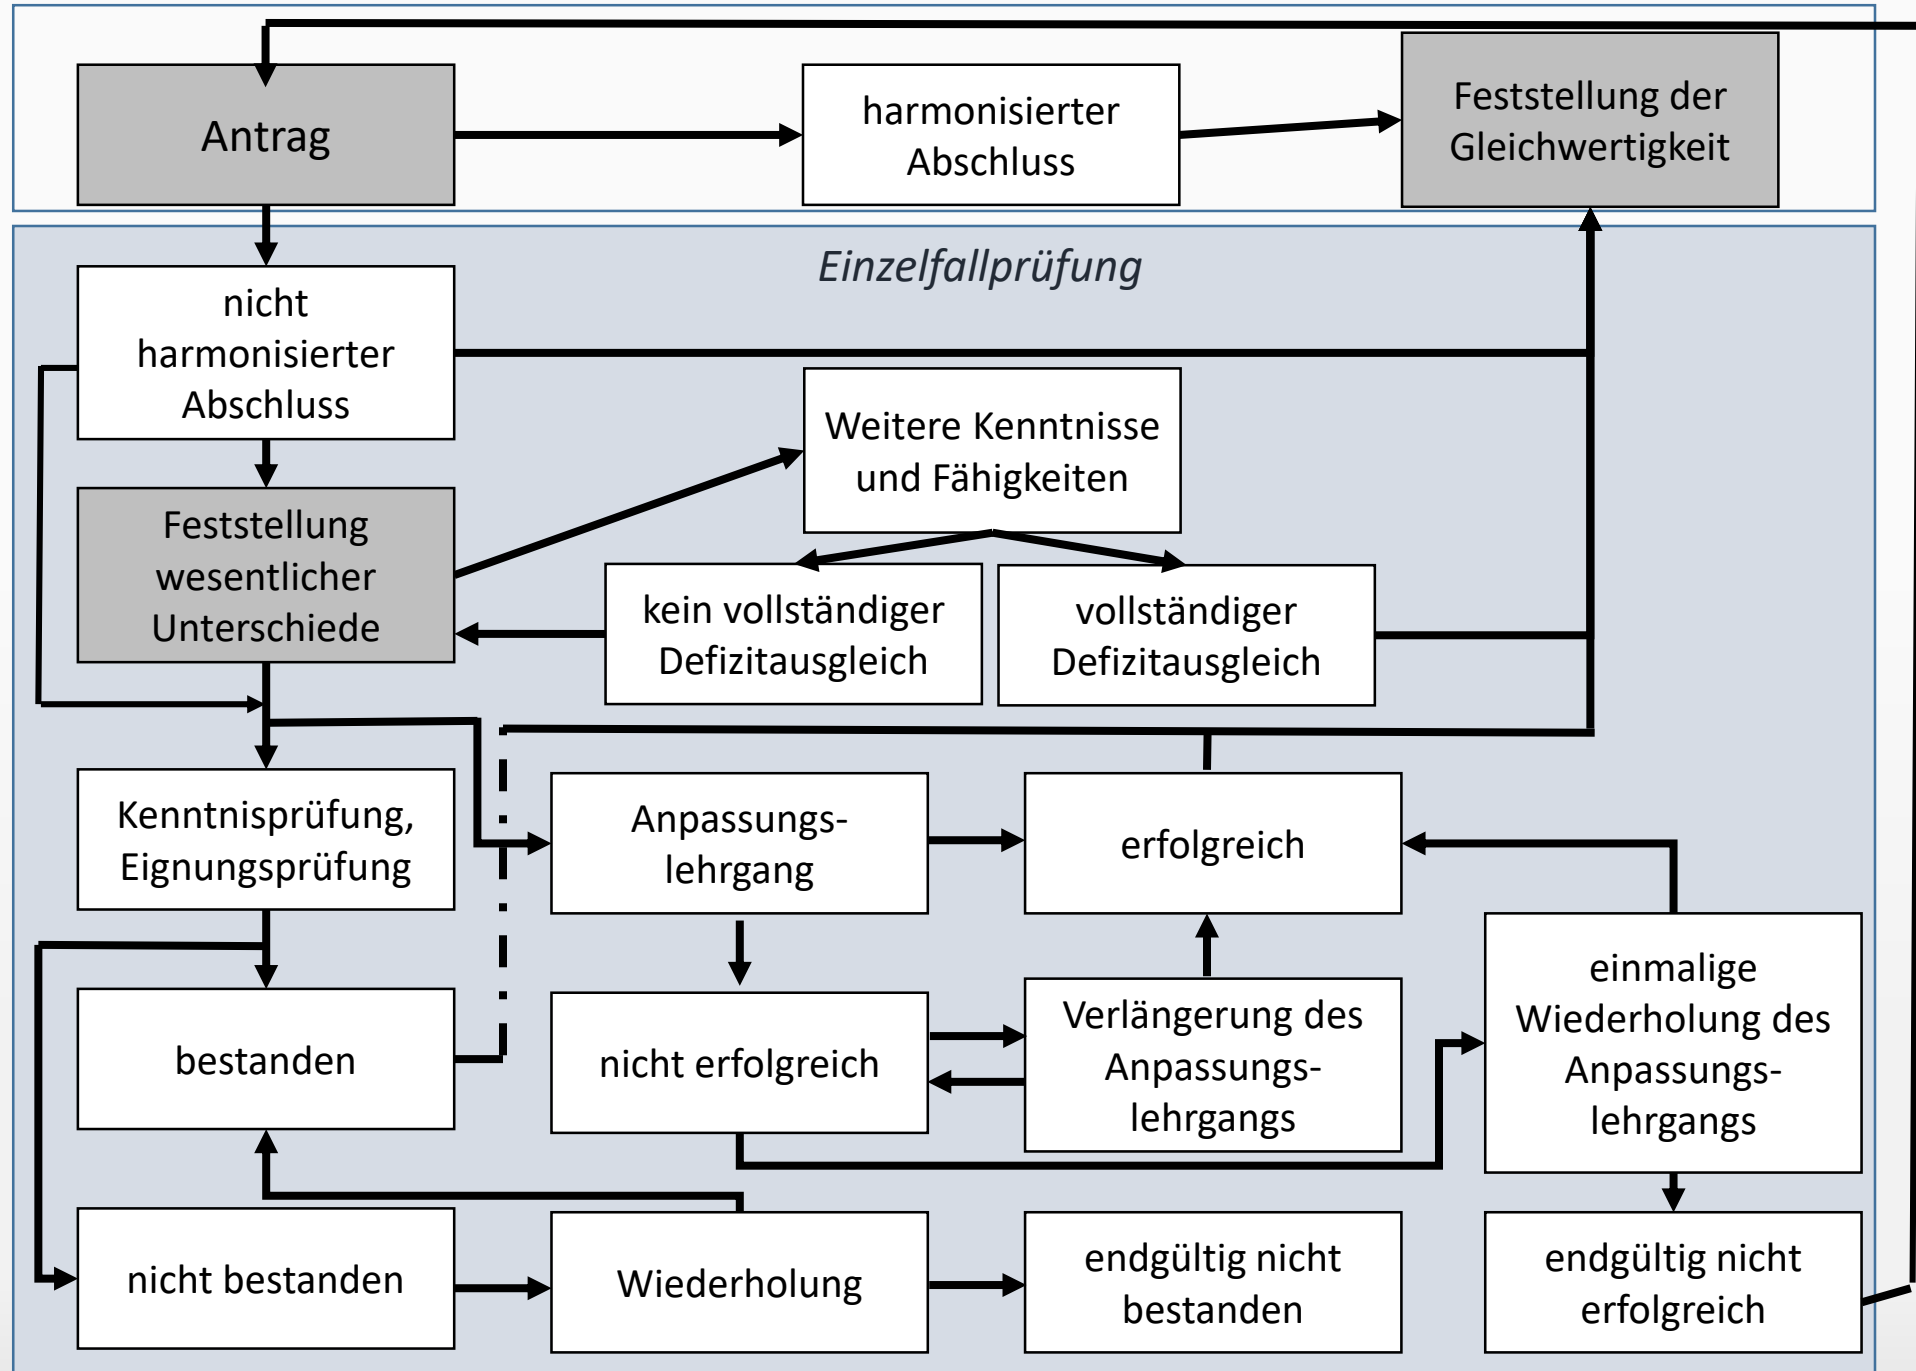 Antrag
harmonisierter
Abschluss
Feststellung der
Gleichwertigkeit
Einzelfallprüfung
nicht
harmonisierter
Abschluss
Weitere Kenntnisse
und Fähigkeiten
Feststellung
wesentlicher
Unterschiede
kein vollständiger
Defizitausgleich
vollständiger
Defizitausgleich
Kenntnisprüfung,
Eignungsprüfung
Anpassungs-
lehrgang
erfolgreich
bestanden
nicht erfolgreich
Verlängerung des
Anpassungs-
lehrgangs
einmalige
Wiederholung des
Anpassungs-
lehrgangs
nicht bestanden
Wiederholung
endgültig nicht
bestanden
endgültig nicht
erfolgreich